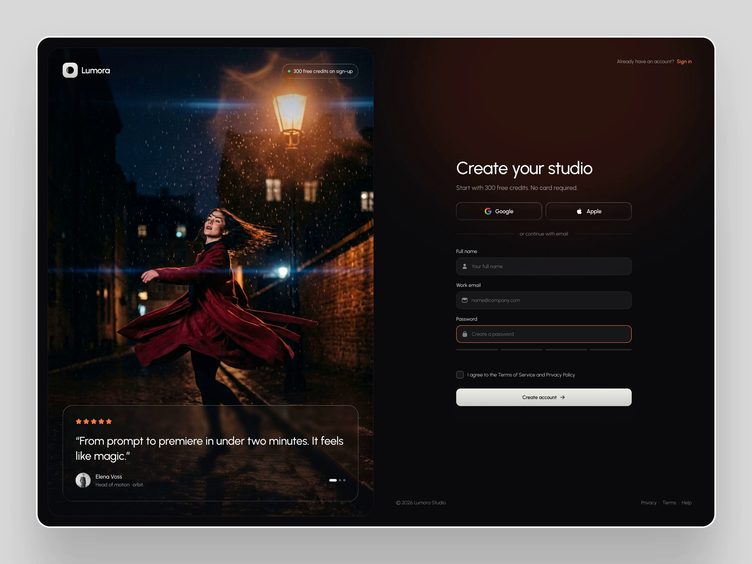 Lumora
300 free credits on sign-up
“From prompt to premiere in under two minutes. It feels
like magic.”
Elena Voss
Head of motion · orbit
Already have an account? Sign in
Create your studio
Start with 300 free credits. No card required.
Google
Apple
or continue with email
Full name
Your full name
Work email
name@company.com
Password
Create a password
I agree to the Terms of Service and Privacy Policy
Create account →
© 2026 Lumora Studio
Privacy Terms Help